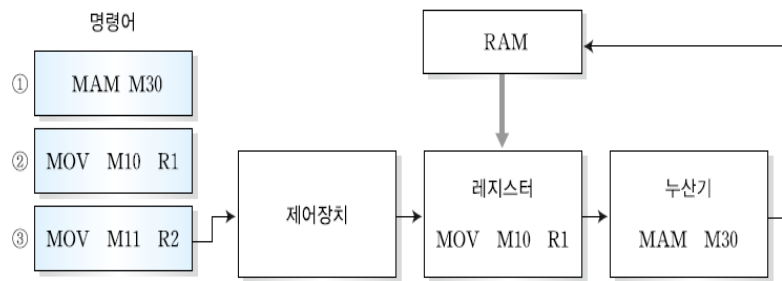 명령어
① MAM M30
② MOV M10 R1
③ MOV M11 R2
제어장치
RAM
레지스터
MOV M10 R1
누산기
MAM M30